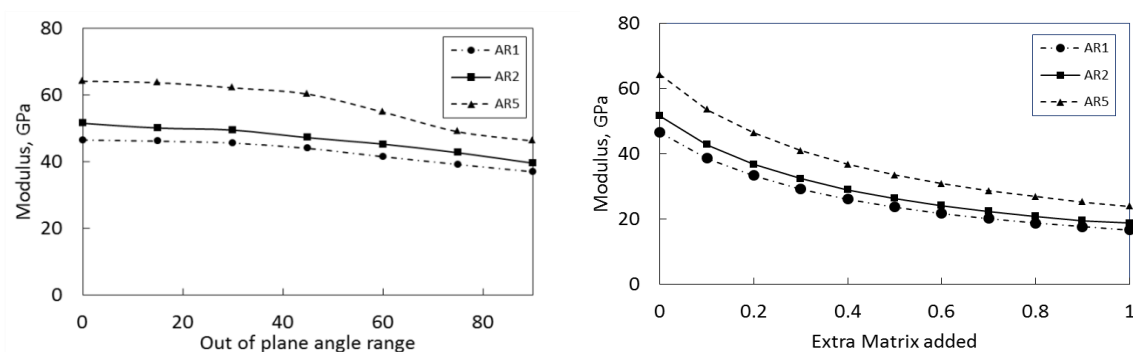 80
60
40
20
0
Modulus, GPa
AR1
AR2
AR5
0 20 40 60 80
Out of plane angle range
80
60
40
20
0
Modulus, GPa
AR1
AR2
AR5
0 0.2 0.4 0.6 0.8 1
Extra Matrix added